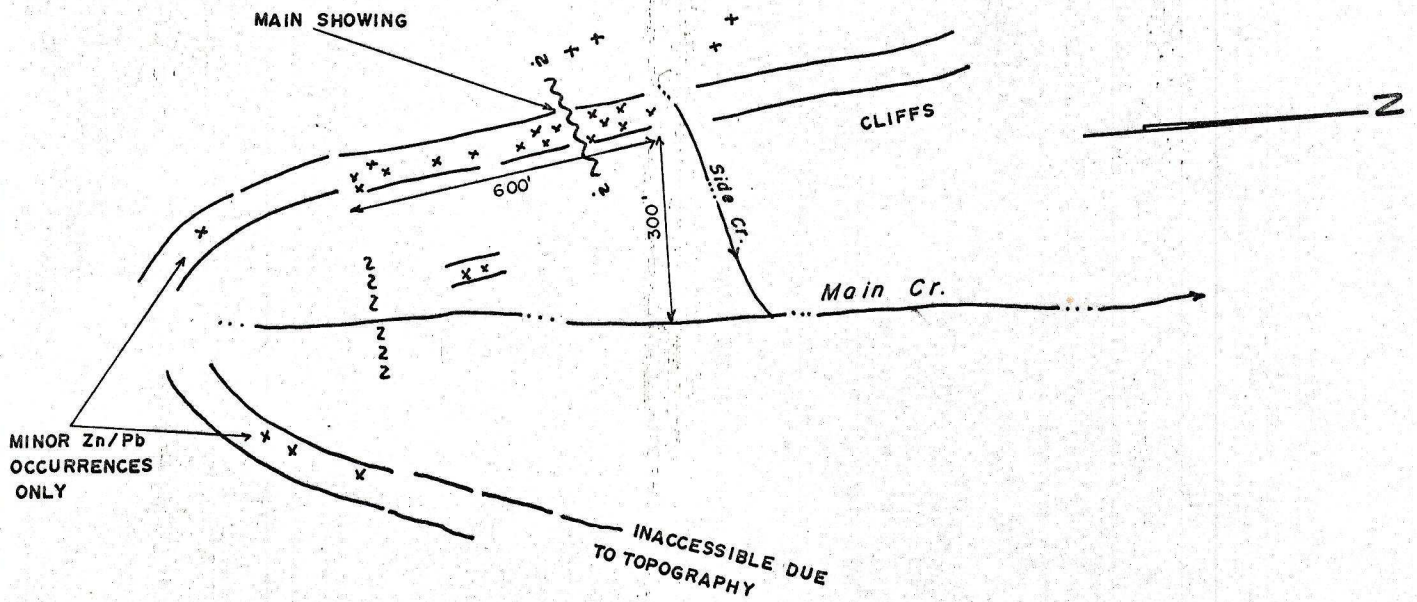 MAIN SHOWING
CLIFFS
N
600'
300'
Side Cr.
Main Cr.
MINOR Zn/Pb
OCCURRENCES
ONLY
INACCESSIBLE DUE
TO TOPOGRAPHY